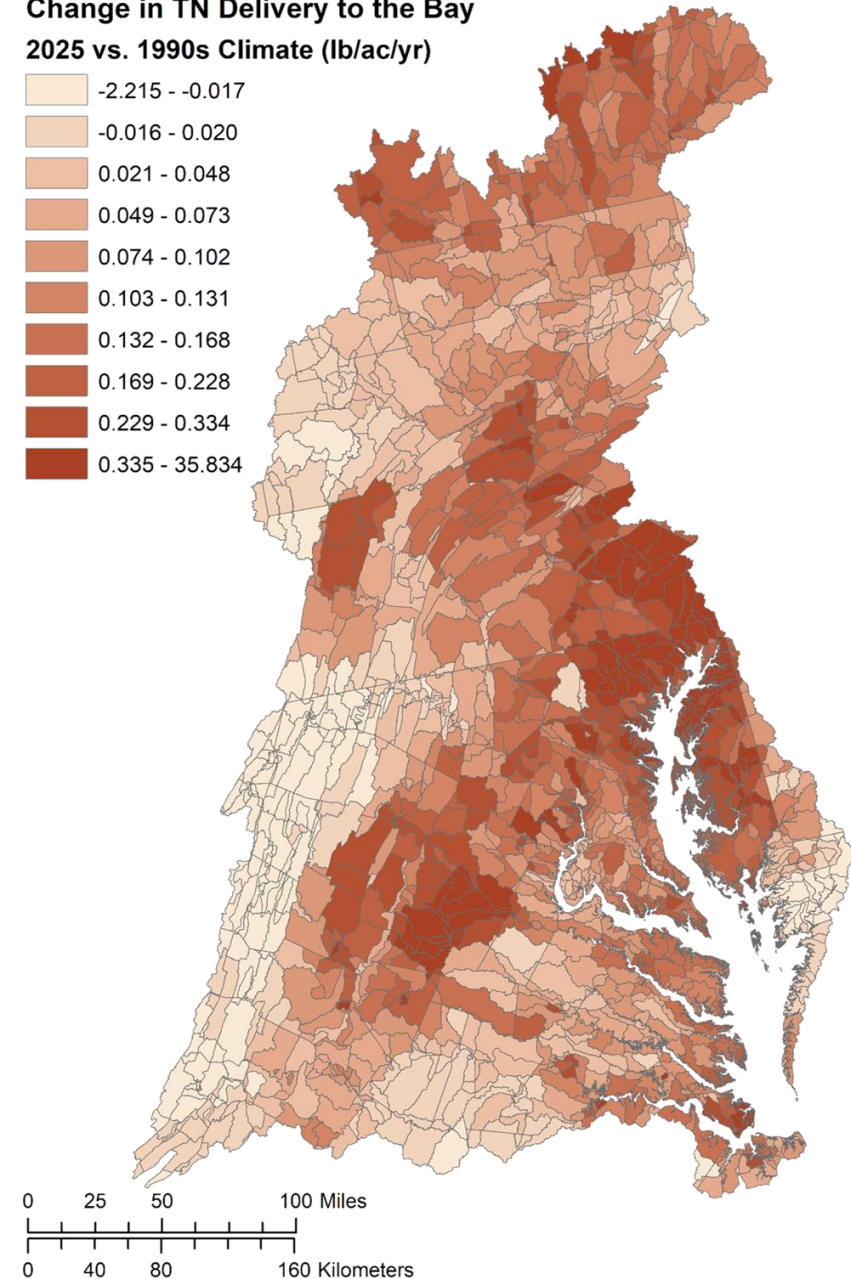 Change in TN Delivery to the Bay
2025 vs. 1990s Climate (lb/ac/yr)
-2.215 - -0.017
-0.016 - 0.020
0.021 - 0.048
0.049 - 0.073
0.074 - 0.102
0.103 - 0.131
0.132 - 0.168
0.169 - 0.228
0.229 - 0.334
0.335 - 35.834
0 25 50 100 Miles
0 40 80 160 Kilometers